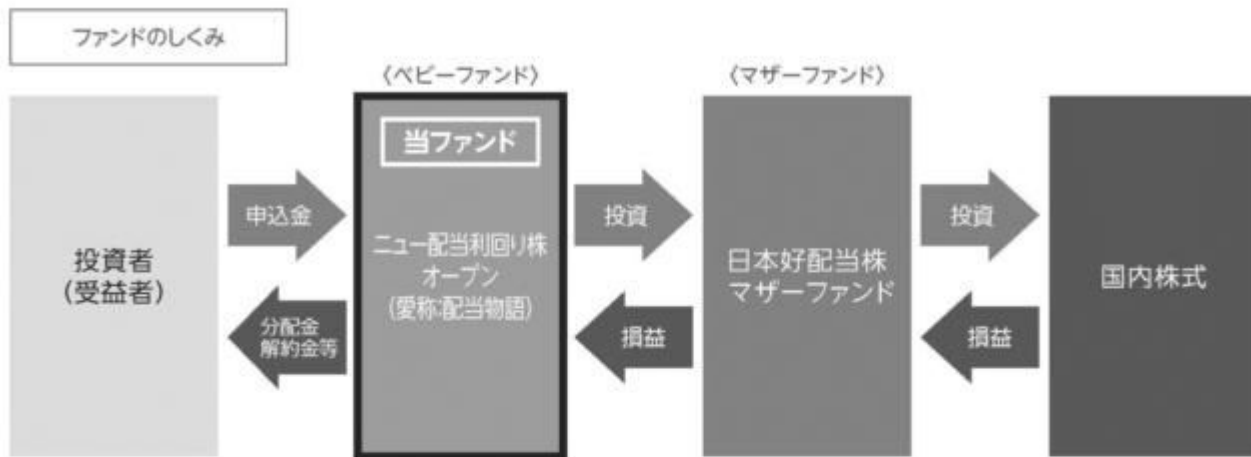 ファンドのしくみ
〈ベビーファンド〉
〈マザーファンド〉
投資者
(受益者)
申込金
分配金
解約金等
当ファンド
ニュー配当利回り株
オープン
(愛称:配当物語)
投資
損益
日本好配当株
マザーファンド
投資
損益
国内株式